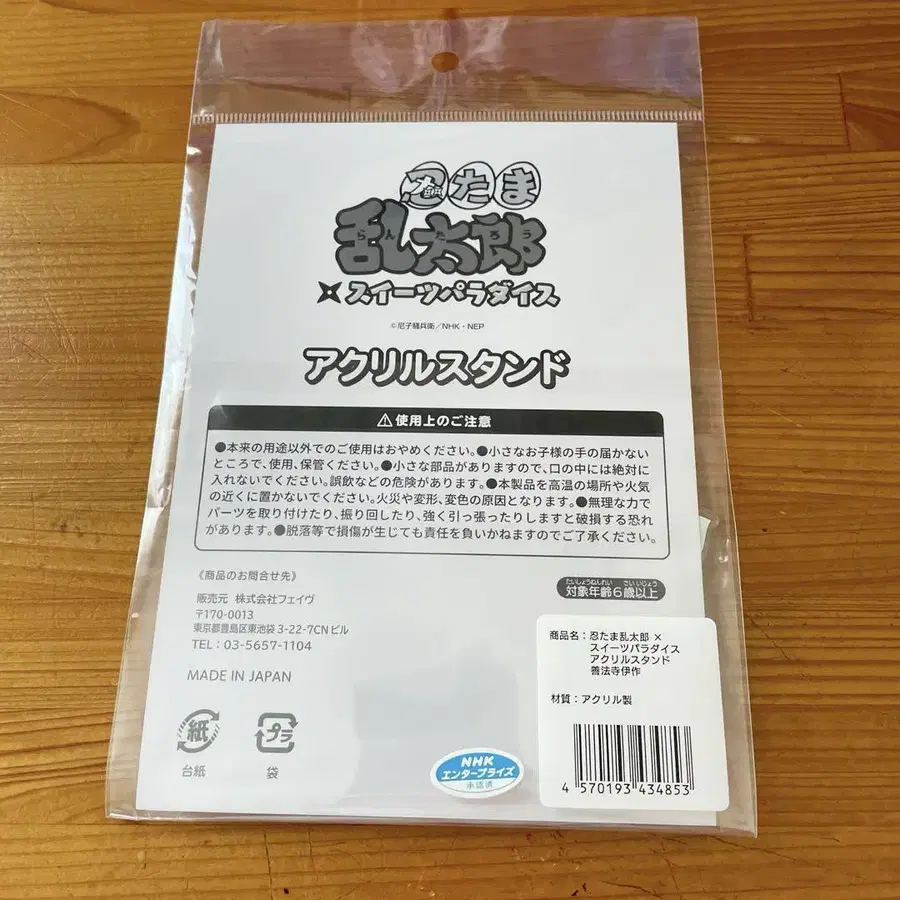 忍たま
乱太郎
らんたろう
×スイーツパラダイス
©尼子騒兵衛/NHK・NEP
アクリルスタンド
⚠使用上のご注意
●本来の用途以外でのご使用はおやめください。●小さなお子様の手の届かない
ところで、使用、保管ください。●小さな部品がありますので、口の中には絶対に
入れないでください。誤飲などの危険があります。●本製品を高温の場所や火気
の近くに置かないでください。火災や変形、変色の原因となります。●無理な力で
パーツを取り付けたり、振り回したり、強く引っ張ったりしますと破損する恐れ
があります。●脱落等で損傷が生じても責任を負いかねますのでご了承ください。
《商品のお問合せ先》
販売元 株式会社フェイヴ
〒170-0013
東京都豊島区東池袋3-22-7CNビル
TEL：03-5657-1104
MADE IN JAPAN
たいしょうねんれい さいいじょう
対象年齢6歳以上
商品名：忍たま乱太郎 ×
スイーツパラダイス
アクリルスタンド
善法寺伊作
材質：アクリル製
4 570193 434853
紙
台紙
プラ
袋
NHK
エンタープライズ
承認済